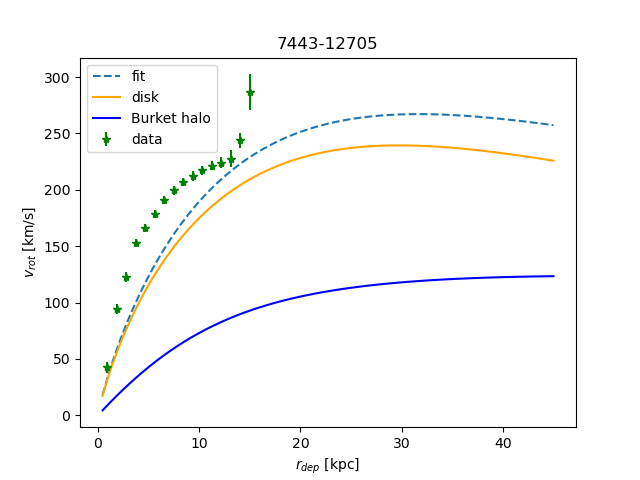 7443-12705
fit
disk
Burket halo
data
300
250
200
150
100
50
0
v_rot [km/s]
0 10 20 30 40
r_dep [kpc]